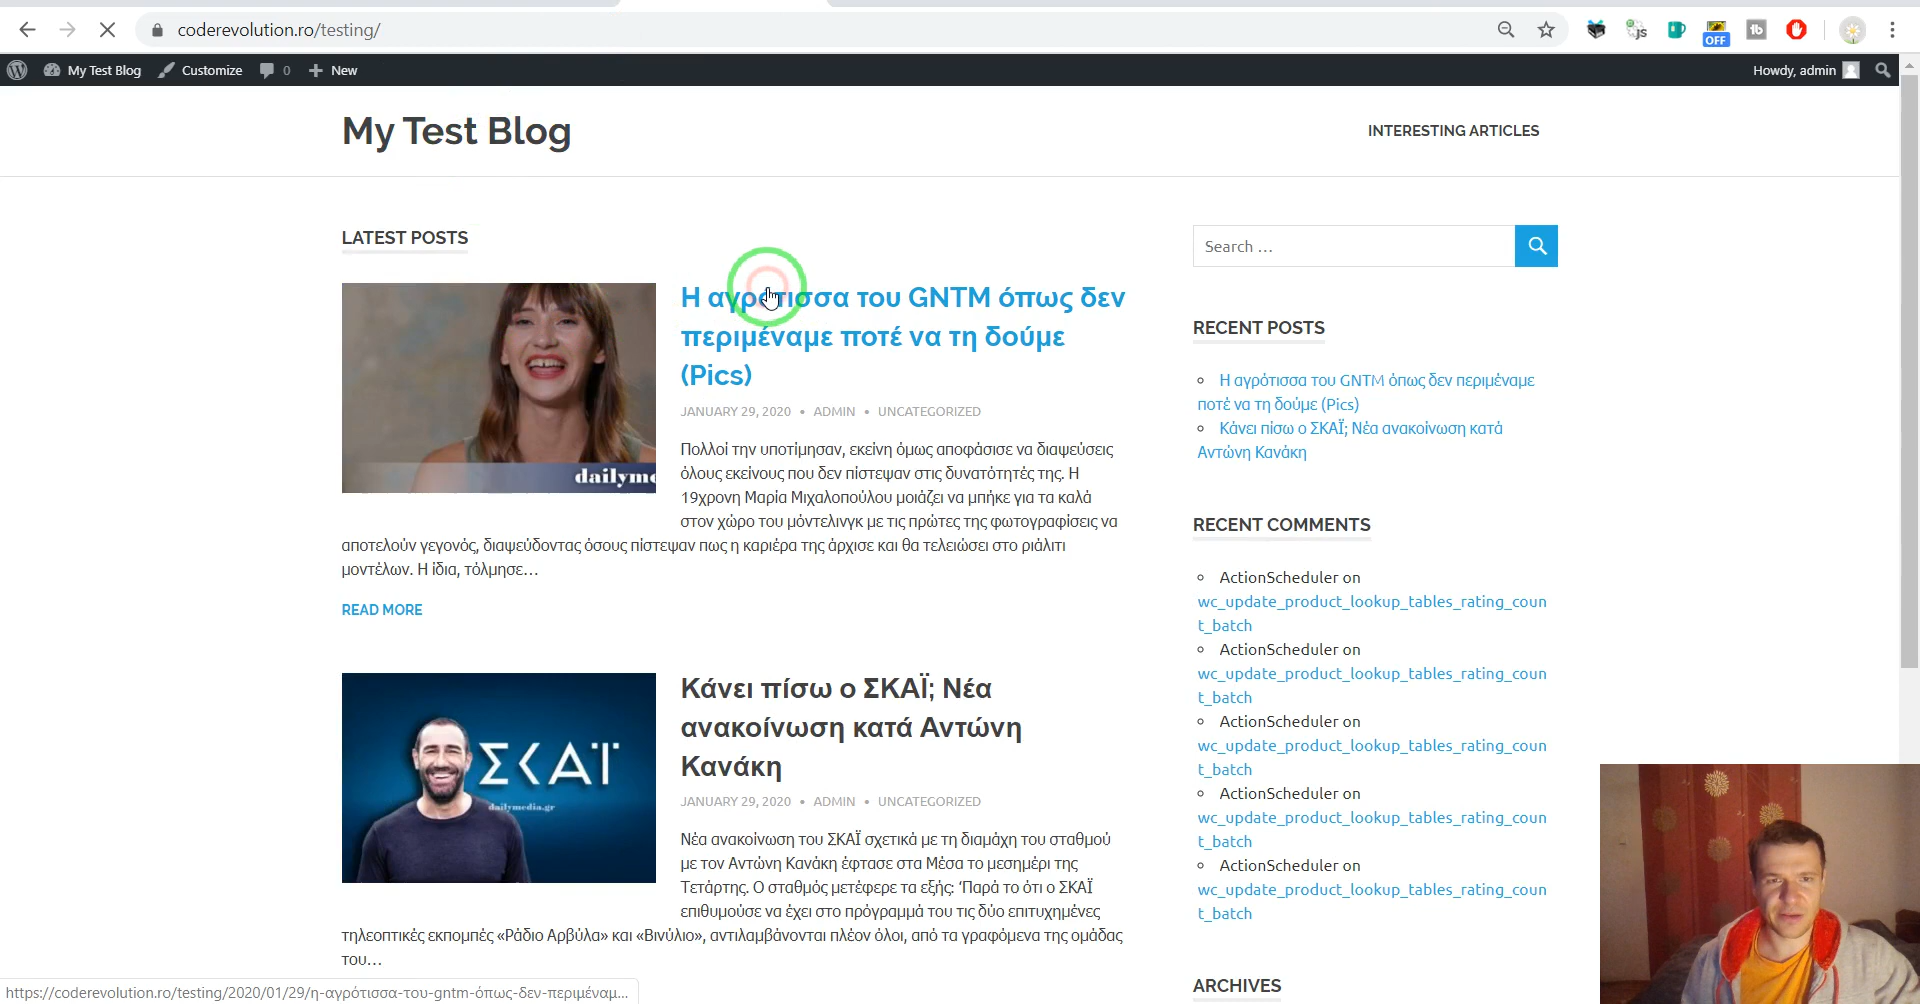 coderevolution.ro/testing/
OFF
js
tb
My Test Blog
Customize
0
New
Howdy, admin
My Test Blog
INTERESTING ARTICLES
LATEST POSTS
Η αγρότισσα του GNTM όπως δεν
περιμέναμε ποτέ να τη δούμε
(Pics)
JANUARY 29, 2020 • ADMIN • UNCATEGORIZED
Πολλοί την υποτίμησαν, εκείνη όμως αποφάσισε να διαψεύσεις
όλους εκείνους που δεν πίστεψαν στις δυνατότητές της. Η
19χρονη Μαρία Μιχαλοπούλου μοιάζει να μπήκε για τα καλά
στον χώρο του μόντελινγκ με τις πρώτες της φωτογραφίσεις να
αποτελούν γεγονός, διαψεύδοντας όσους πίστεψαν πως η καριέρα της άρχισε και θα τελειώσει στο ριάλιτι
μοντέλων. Η ίδια, τόλμησε…
dailyme
READ MORE
Κάνει πίσω ο ΣΚΑΪ; Νέα
ανακοίνωση κατά Αντώνη
Κανάκη
JANUARY 29, 2020 • ADMIN • UNCATEGORIZED
Νέα ανακοίνωση του ΣΚΑΪ σχετικά με τη διαμάχη του σταθμού
με τον Αντώνη Κανάκη έφτασε στα Μέσα το μεσημέρι της
Τετάρτης. Ο σταθμός μετέφερε τα εξής: 'Παρά το ότι ο ΣΚΑΪ
επιθυμούσε να έχει στο πρόγραμμά του τις δύο επιτυχημένες
τηλεοπτικές εκπομπές «Ράδιο Αρβύλα» και «Βινύλιο», αντιλαμβάνονται πλέον όλοι, από τα γραφόμενα της ομάδας
του…
ΣΚΑΪ
dailymedia.gr
Search …
RECENT POSTS
Η αγρότισσα του GNTM όπως δεν περιμέναμε
ποτέ να τη δούμε (Pics)
Κάνει πίσω ο ΣΚΑΪ; Νέα ανακοίνωση κατά
Αντώνη Κανάκη
RECENT COMMENTS
ActionScheduler on
wc_update_product_lookup_tables_rating_coun
t_batch
ActionScheduler on
wc_update_product_lookup_tables_rating_coun
t_batch
ActionScheduler on
wc_update_product_lookup_tables_rating_coun
t_batch
ActionScheduler on
wc_update_product_lookup_tables_rating_coun
t_batch
ActionScheduler on
wc_update_product_lookup_tables_rating_coun
t_batch
ARCHIVES
https://coderevolution.ro/testing/2020/01/29/η-αγρότισσα-του-gntm-όπως-δεν-περιμέναμ...